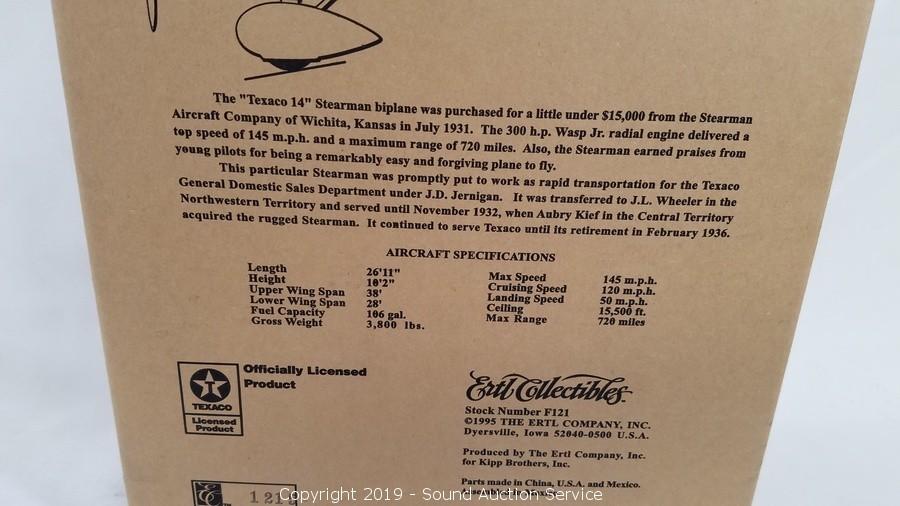 The "Texaco 14" Stearman biplane was purchased for a little under $15,000 from the Stearman
Aircraft Company of Wichita, Kansas in July 1931. The 300 h.p. Wasp Jr. radial engine delivered a
top speed of 145 m.p.h. and a maximum range of 720 miles. Also, the Stearman earned praises from
young pilots for being a remarkably easy and forgiving plane to fly.
This particular Stearman was promptly put to work as rapid transportation for the Texaco
General Domestic Sales Department under J.D. Jernigan. It was transferred to J.L. Wheeler in the
Northwestern Territory and served until November 1932, when Aubry Kief in the Central Territory
acquired the rugged Stearman. It continued to serve Texaco until its retirement in February 1936.
AIRCRAFT SPECIFICATIONS
Length 26'11"
Height 10'2"
Upper Wing Span 38'
Lower Wing Span 28'
Fuel Capacity 106 gal.
Gross Weight 3,800 lbs.
Max Speed 145 m.p.h.
Cruising Speed 120 m.p.h.
Landing Speed 50 m.p.h.
Ceiling 15,500 ft.
Max Range 720 miles
T
TEXACO
Licensed
Product
Officially Licensed
Product
Ertl Collectibles
Stock Number F121
©1995 THE ERTL COMPANY, INC.
Dyersville, Iowa 52040-0500 U.S.A.
Produced by The Ertl Company, Inc.
for Kipp Brothers, Inc.
Parts made in China, U.S.A. and Mexico.
Copyright 2019 - Sound Auction Service